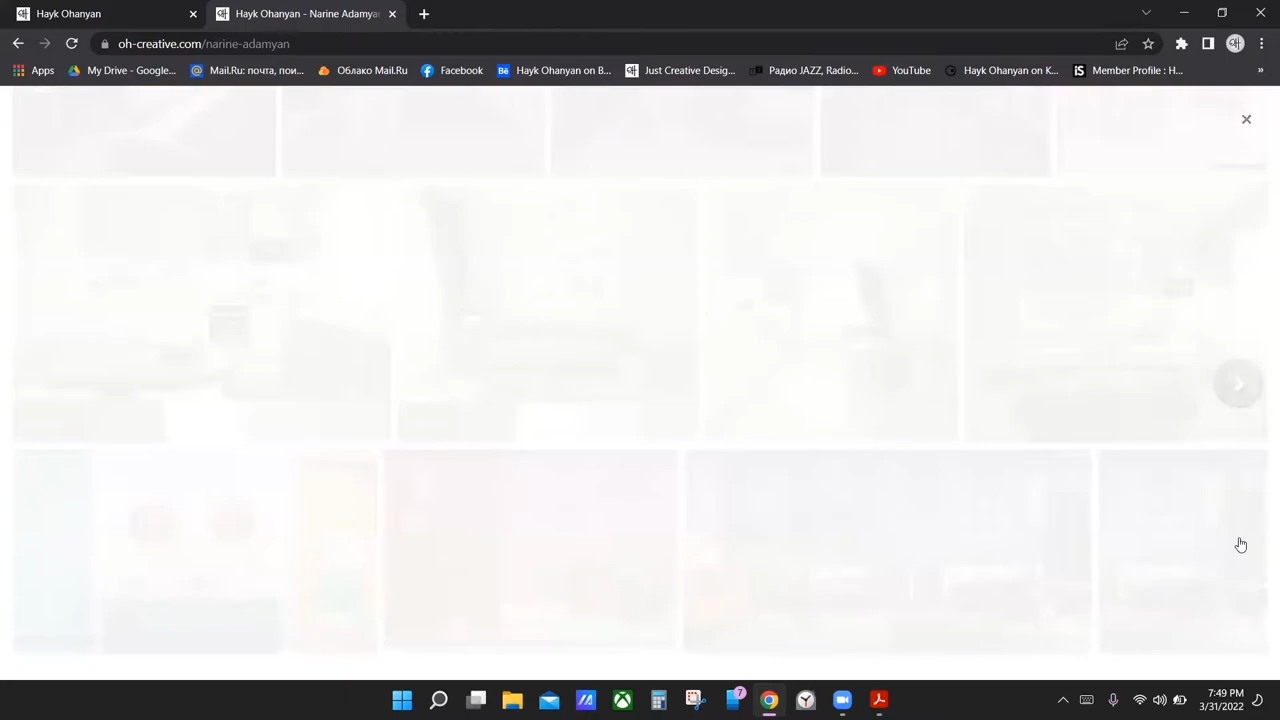 Hayk Ohanyan
Hayk Ohanyan - Narine Adamyan
oh-creative.com/narine-adamyan
Apps
My Drive - Google...
Mail.Ru: почта, пои...
Облако Mail.Ru
Facebook
Hayk Ohanyan on B...
Just Creative Desig...
Радио JAZZ, Радио...
YouTube
Hayk Ohanyan on K...
Member Profile : H...
7
7:49 PM
3/31/2022